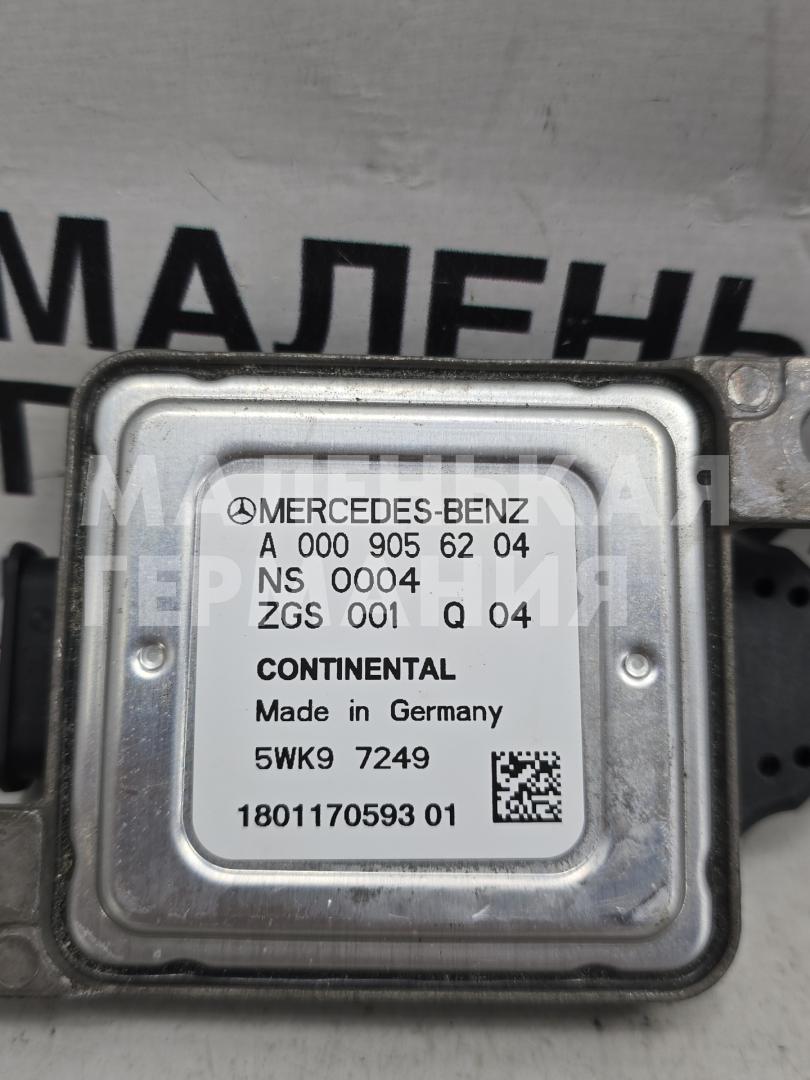 МАЛЕНЬ
МАЛЕНЬКАЯ
ГЕРМАНИЯ
MERCEDES-BENZ
A 000 905 62 04
NS 0004
ZGS 001 Q 04
CONTINENTAL
Made in Germany
5WK9 7249
1801170593 01